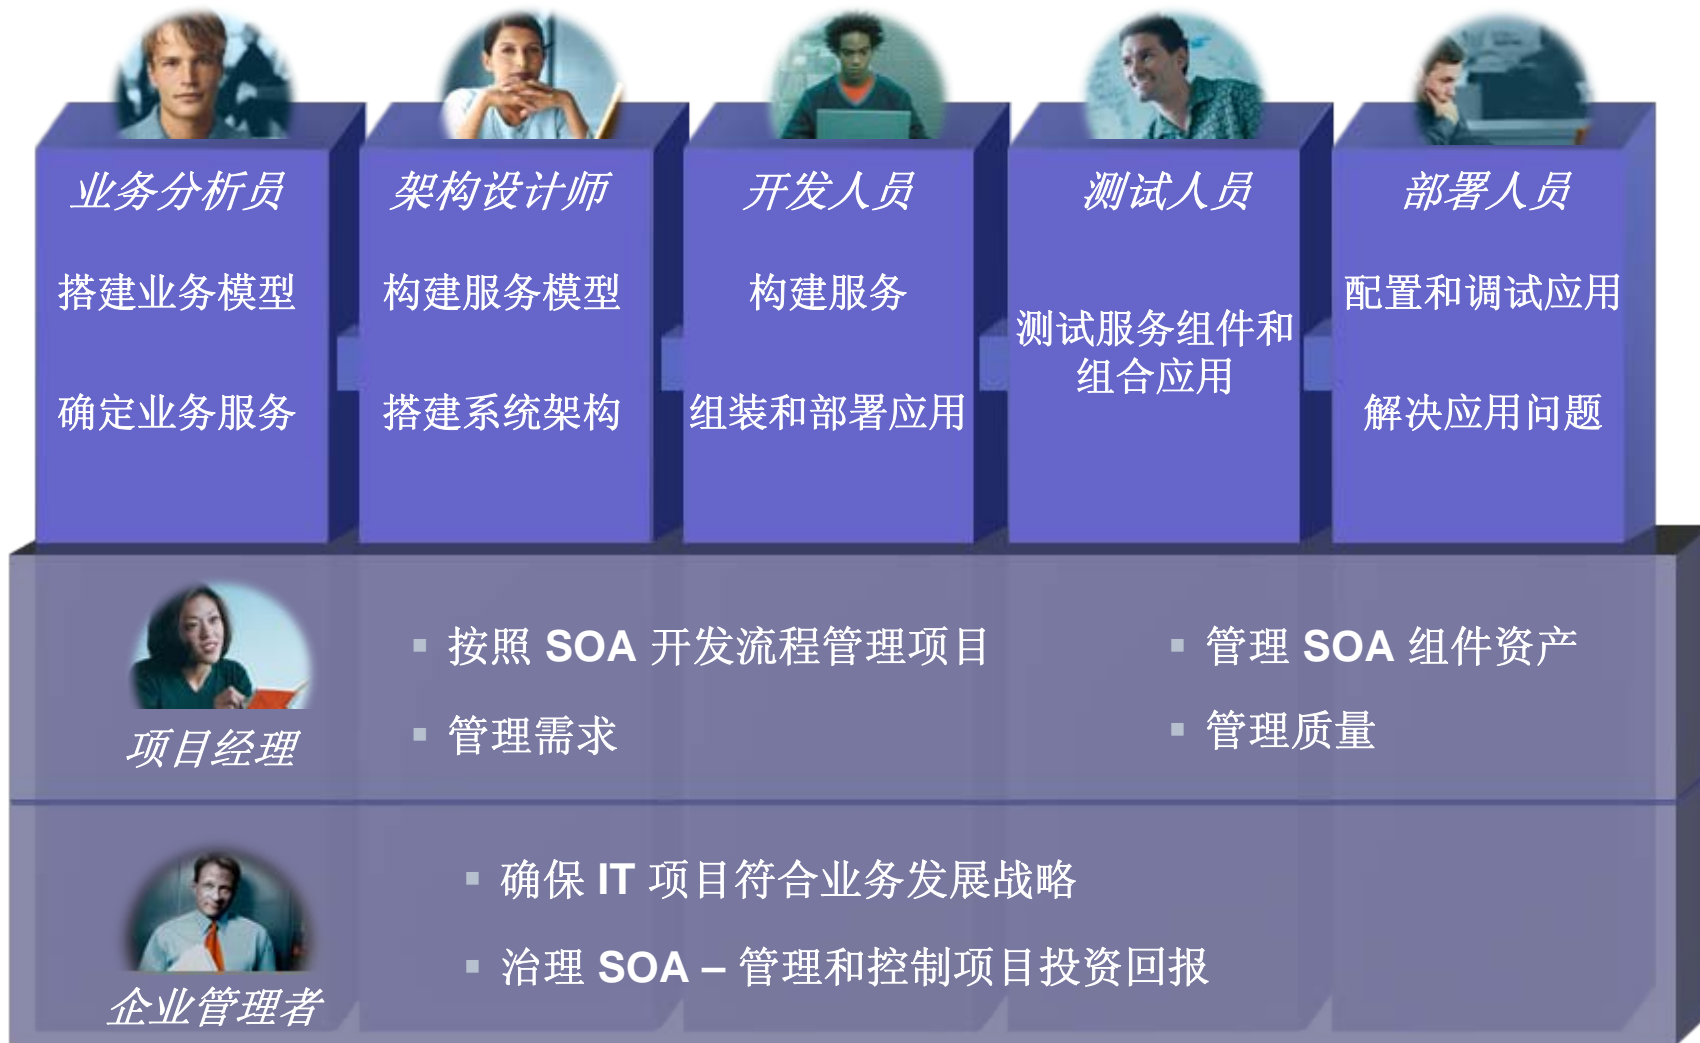 业务分析员
搭建业务模型
确定业务服务
架构设计师
构建服务模型
搭建系统架构
开发人员
构建服务
组装和部署应用
测试人员
测试服务组件和
组合应用
部署人员
配置和调试应用
解决应用问题
项目经理
按照 SOA 开发流程管理项目
管理需求
管理 SOA 组件资产
管理质量
企业管理者
确保 IT 项目符合业务发展战略
治理 SOA – 管理和控制项目投资回报